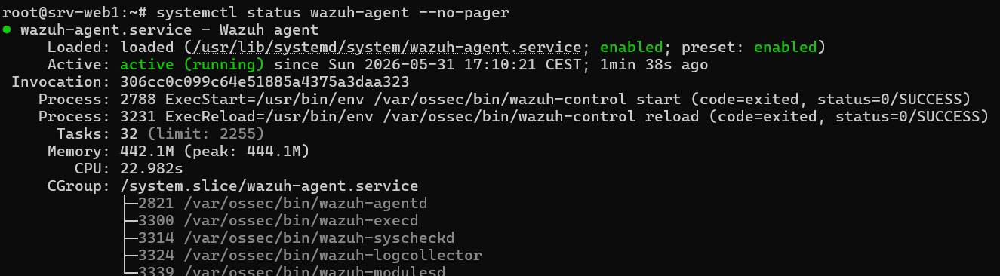 root@srv-web1:~# systemctl status wazuh-agent --no-pager
● wazuh-agent.service - Wazuh agent
Loaded: loaded (/usr/lib/systemd/system/wazuh-agent.service; enabled; preset: enabled)
Active: active (running) since Sun 2026-05-31 17:10:21 CEST; 1min 38s ago
Invocation: 306cc0c099c64e51885a4375a3daa323
Process: 2788 ExecStart=/usr/bin/env /var/ossec/bin/wazuh-control start (code=exited, status=0/SUCCESS)
Process: 3231 ExecReload=/usr/bin/env /var/ossec/bin/wazuh-control reload (code=exited, status=0/SUCCESS)
Tasks: 32 (limit: 2255)
Memory: 442.1M (peak: 444.1M)
CPU: 22.982s
CGroup: /system.slice/wazuh-agent.service
├─2821 /var/ossec/bin/wazuh-agentd
├─3300 /var/ossec/bin/wazuh-execd
├─3314 /var/ossec/bin/wazuh-syscheckd
├─3324 /var/ossec/bin/wazuh-logcollector
└─3339 /var/ossec/bin/wazuh-modulesd